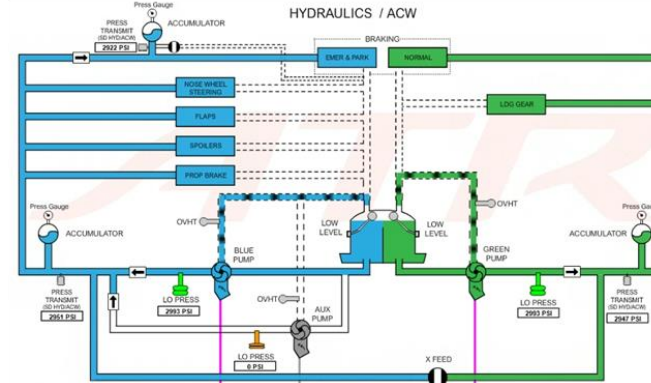 HYDRAULICS / ACW
Press Gauge
ACCUMULATOR
PRESS
TRANSMIT
(SD HYD/ACW)
2922 PSI
BRAKING
EMER & PARK
NORMAL
NOSE WHEEL
STEERING
LDG GEAR
FLAPS
SPOILERS
PROP BRAKE
ATR
Press Gauge
ACCUMULATOR
OVHT
LOW
LEVEL
LOW
LEVEL
OVHT
Press Gauge
ACCUMULATOR
BLUE
PUMP
GREEN
PUMP
PRESS
TRANSMIT
(SD HYD/ACW)
2951 PSI
LO PRESS
2993 PSI
OVHT
AUX
PUMP
LO PRESS
2993 PSI
PRESS
TRANSMIT
(SD HYD/ACW)
2947 PSI
LO PRESS
0 PSI
X FEED